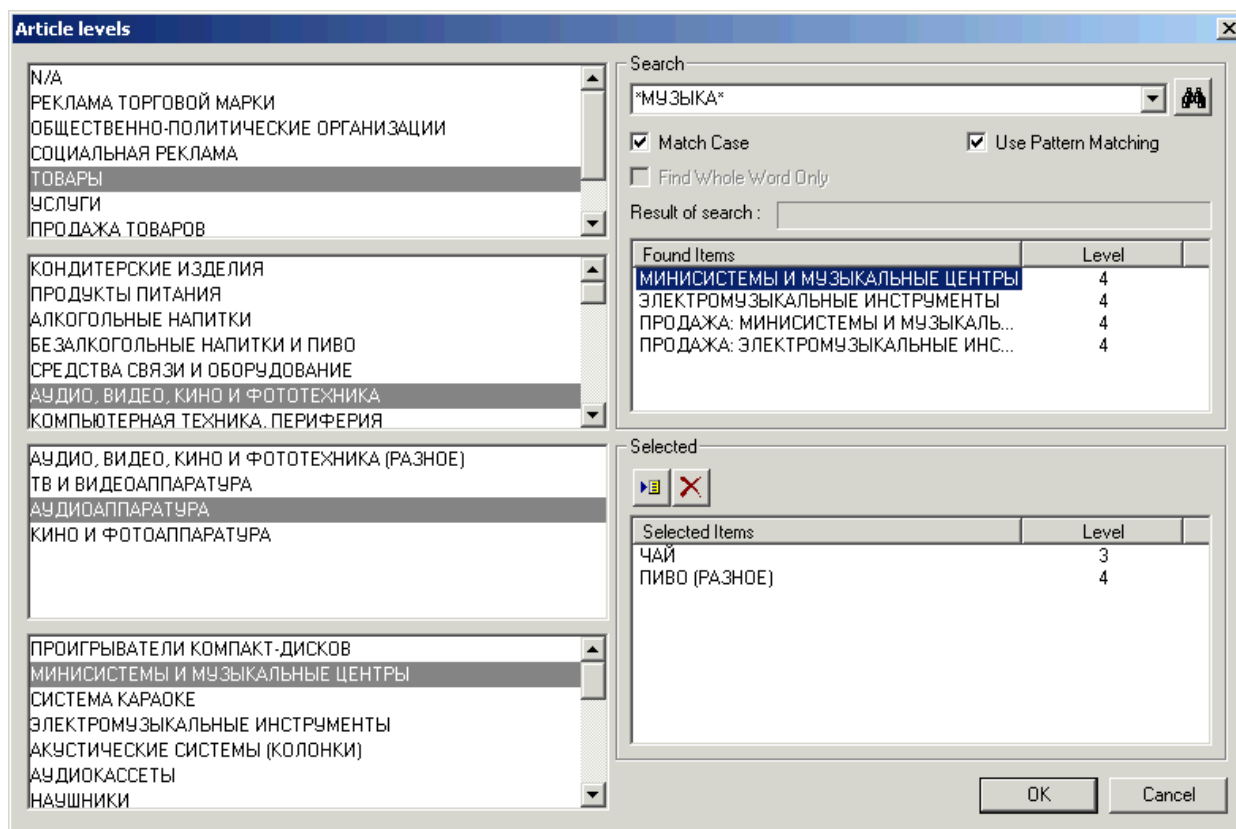 Article levels
N/A
РЕКЛАМА ТОРГОВОЙ МАРКИ
ОБЩЕСТВЕННО-ПОЛИТИЧЕСКИЕ ОРГАНИЗАЦИИ
СОЦИАЛЬНАЯ РЕКЛАМА
ТОВАРЫ
УСЛУГИ
ПРОДАЖА ТОВАРОВ
КОНДИТЕРСКИЕ ИЗДЕЛИЯ
ПРОДУКТЫ ПИТАНИЯ
АЛКОГОЛЬНЫЕ НАПИТКИ
БЕЗАЛКОГОЛЬНЫЕ НАПИТКИ И ПИВО
СРЕДСТВА СВЯЗИ И ОБОРУДОВАНИЕ
АУДИО, ВИДЕО, КИНО И ФОТОТЕХНИКА
КОМПЬЮТЕРНАЯ ТЕХНИКА. ПЕРИФЕРИЯ
АУДИО, ВИДЕО, КИНО И ФОТОТЕХНИКА (РАЗНОЕ)
ТВ И ВИДЕОАППАРАТУРА
АУДИОАППАРАТУРА
КИНО И ФОТОАППАРАТУРА
ПРОИГРЫВАТЕЛИ КОМПАКТ-ДИСКОВ
МИНИСИСТЕМЫ И МУЗЫКАЛЬНЫЕ ЦЕНТРЫ
СИСТЕМА КАРАОКЕ
ЭЛЕКТРОМУЗЫКАЛЬНЫЕ ИНСТРУМЕНТЫ
АКУСТИЧЕСКИЕ СИСТЕМЫ (КОЛОНКИ)
АУДИОКАССЕТЫ
НАУШНИКИ
Search
*МУЗЫКА*
Match Case Use Pattern Matching
Find Whole Word Only
Result of search :
Found Items Level
МИНИСИСТЕМЫ И МУЗЫКАЛЬНЫЕ ЦЕНТРЫ 4
ЭЛЕКТРОМУЗЫКАЛЬНЫЕ ИНСТРУМЕНТЫ 4
ПРОДАЖА: МИНИСИСТЕМЫ И МУЗЫКАЛЬ... 4
ПРОДАЖА: ЭЛЕКТРОМУЗЫКАЛЬНЫЕ ИНС... 4
Selected
Selected Items Level
ЧАЙ 3
ПИВО (РАЗНОЕ) 4
OK Cancel